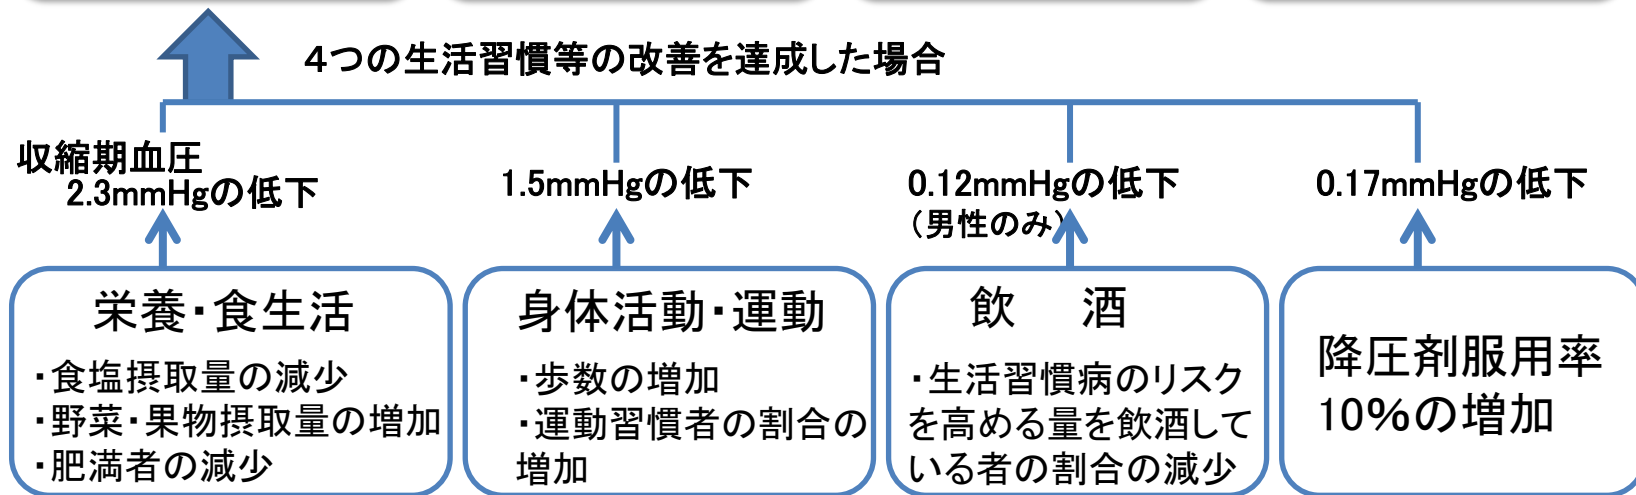 ４つの生活習慣等の改善を達成した場合
収縮期血圧
2.3mmHgの低下
1.5mmHgの低下
0.12mmHgの低下
（男性のみ）
0.17mmHgの低下
栄養・食生活
・食塩摂取量の減少
・野菜・果物摂取量の増加
・肥満者の減少
身体活動・運動
・歩数の増加
・運動習慣者の割合の
増加
飲　酒
・生活習慣病のリスク
を高める量を飲酒して
いる者の割合の減少
降圧剤服用率
10%の増加